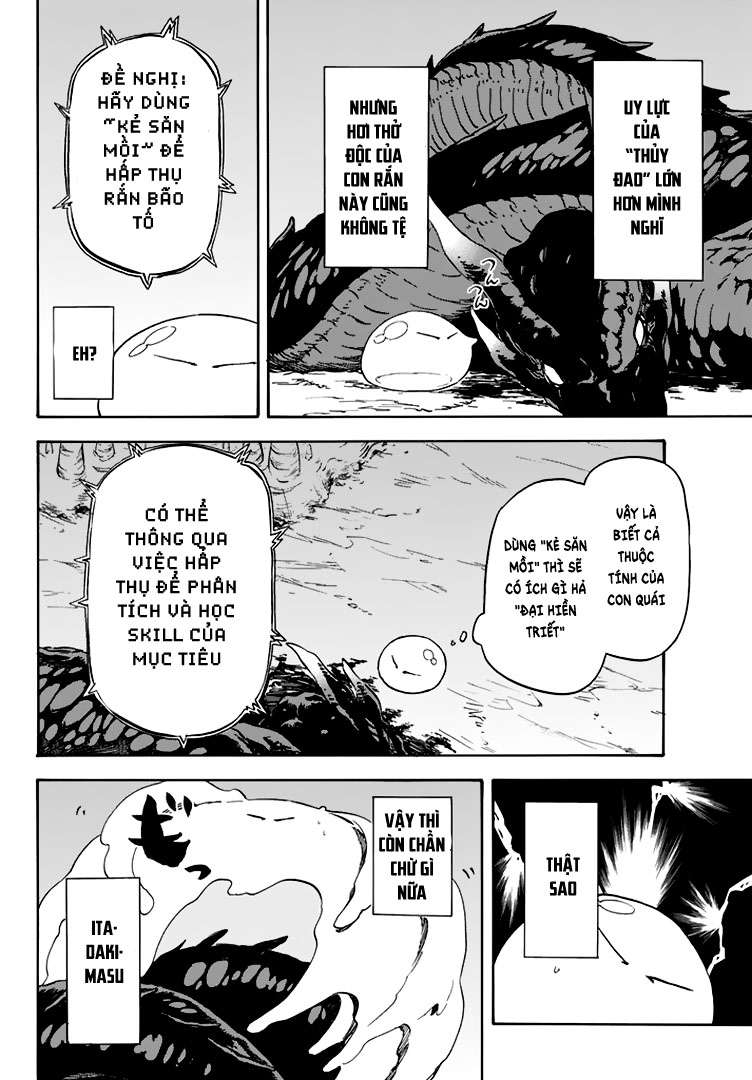 UY LỰC
CỦA
"THỦY
ĐAO" LỚN
HƠN MÌNH
NGHĨ
NHƯNG
HƠI THỞ
ĐỘC CỦA
CON RẮN
NÀY CŨNG
KHÔNG TỆ
ĐỀ NGHỊ:
HÃY DÙNG
"KẺ SĂN
MỒI" ĐỂ
HẤP THỤ
RẮN BÃO
TỐ
EH?
VẬY LÀ
BIẾT CẢ
THUỘC
TÍNH CỦA
CON QUÁI
DÙNG "KẺ SĂN
MỒI" THÌ SẼ
CÓ ÍCH GÌ HẢ
"ĐẠI HIỀN
TRIẾT"
CÓ THỂ
THÔNG QUA
VIỆC HẤP
THỤ ĐỂ PHÂN
TÍCH VÀ HỌC
SKILL CỦA
MỤC TIÊU
THẬT
SAO
VẬY THÌ
CÒN CHẦN
CHỪ GÌ
NỮA
ITA-
DAKI-
MASU